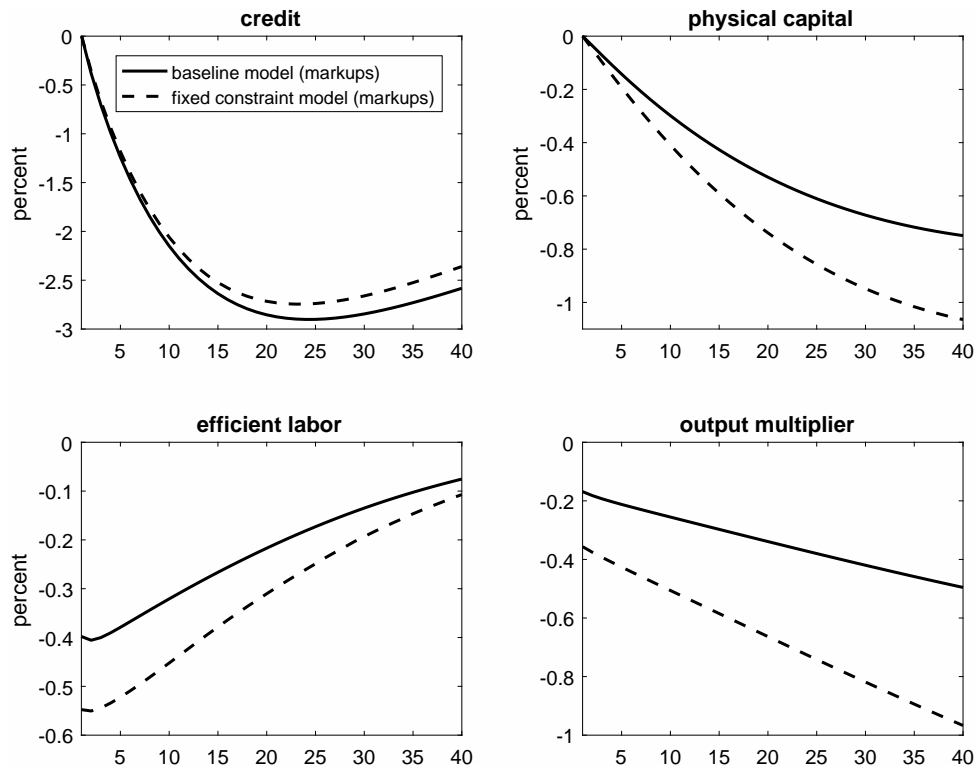 credit
0
-0.5
-1
-1.5
-2
-2.5
-3
percent
baseline model (markups)
fixed constraint model (markups)
5 10 15 20 25 30 35 40
physical capital
0
-0.2
-0.4
-0.6
-0.8
-1
percent
5 10 15 20 25 30 35 40
efficient labor
0
-0.1
-0.2
-0.3
-0.4
-0.5
-0.6
percent
5 10 15 20 25 30 35 40
output multiplier
0
-0.2
-0.4
-0.6
-0.8
-1
5 10 15 20 25 30 35 40